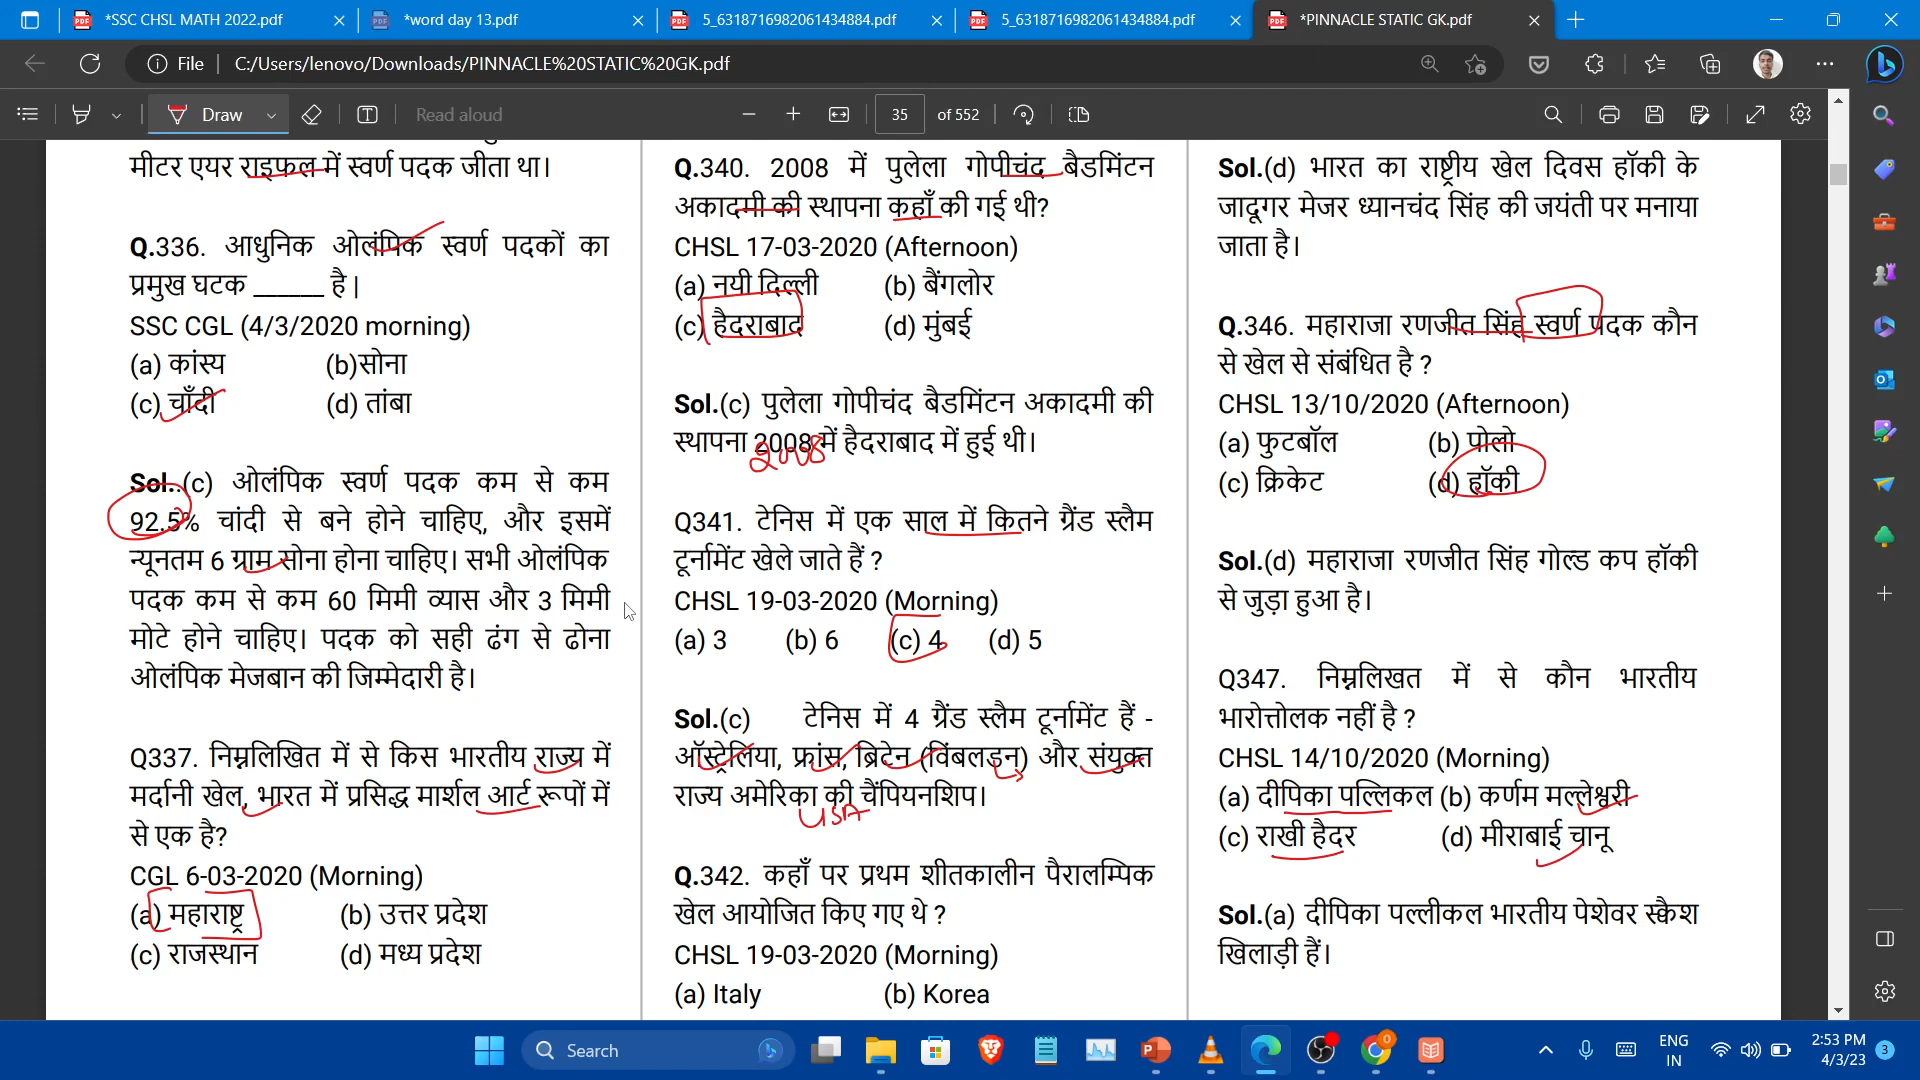 *SSC CHSL MATH 2022.pdf
*word day 13.pdf
5_6318716982061434884.pdf
5_6318716982061434884.pdf
*PINNACLE STATIC GK.pdf
File
C:/Users/lenovo/Downloads/PINNACLE%20STATIC%20GK.pdf
Draw
Read aloud
35
of 552
मीटर एयर राइफल में स्वर्ण पदक जीता था।
Q.336. आधुनिक ओलंपिक स्वर्ण पदकों का
प्रमुख घटक ______ है।
SSC CGL (4/3/2020 morning)
(a) कांस्य (b)सोना
(c) चाँदी (d) तांबा
Sol..(c) ओलंपिक स्वर्ण पदक कम से कम
92.5% चांदी से बने होने चाहिए, और इसमें
न्यूनतम 6 ग्राम सोना होना चाहिए। सभी ओलंपिक
पदक कम से कम 60 मिमी व्यास और 3 मिमी
मोटे होने चाहिए। पदक को सही ढंग से ढोना
ओलंपिक मेजबान की जिम्मेदारी है।
Q337. निम्नलिखित में से किस भारतीय राज्य में
मर्दानी खेल, भारत में प्रसिद्ध मार्शल आर्ट रूपों में
से एक है?
CGL 6-03-2020 (Morning)
(a) महाराष्ट्र (b) उत्तर प्रदेश
(c) राजस्थान (d) मध्य प्रदेश
Q.340. 2008 में पुलेला गोपीचंद बैडमिंटन
अकादमी की स्थापना कहाँ की गई थी?
CHSL 17-03-2020 (Afternoon)
(a) नयी दिल्ली (b) बैंगलोर
(c) हैदराबाद (d) मुंबई
Sol.(c) पुलेला गोपीचंद बैडमिंटन अकादमी की
स्थापना 2008 में हैदराबाद में हुई थी।
2008
Q341. टेनिस में एक साल में कितने ग्रैंड स्लैम
टूर्नामेंट खेले जाते हैं ?
CHSL 19-03-2020 (Morning)
(a) 3 (b) 6 (c) 4 (d) 5
Sol.(c) टेनिस में 4 ग्रैंड स्लैम टूर्नामेंट हैं -
ऑस्ट्रेलिया, फ्रांस, ब्रिटेन (विंबलडन) और संयुक्त
राज्य अमेरिका की चैंपियनशिप।
USA
Q.342. कहाँ पर प्रथम शीतकालीन पैरालम्पिक
खेल आयोजित किए गए थे ?
CHSL 19-03-2020 (Morning)
(a) Italy (b) Korea
Sol.(d) भारत का राष्ट्रीय खेल दिवस हॉकी के
जादूगर मेजर ध्यानचंद सिंह की जयंती पर मनाया
जाता है।
Q.346. महाराजा रणजीत सिंह स्वर्ण पदक कौन
से खेल से संबंधित है ?
CHSL 13/10/2020 (Afternoon)
(a) फुटबॉल (b) पोलो
(c) क्रिकेट (d) हॉकी
Sol.(d) महाराजा रणजीत सिंह गोल्ड कप हॉकी
से जुड़ा हुआ है।
Q347. निम्नलिखत में से कौन भारतीय
भारोत्तोलक नहीं है ?
CHSL 14/10/2020 (Morning)
(a) दीपिका पल्लिकल (b) कर्णम मल्लेश्वरी
(c) राखी हैदर (d) मीराबाई चानू
Sol.(a) दीपिका पल्लीकल भारतीय पेशेवर स्कैश
खिलाड़ी हैं।
Search
ENG
IN
2:53 PM
4/3/23
3